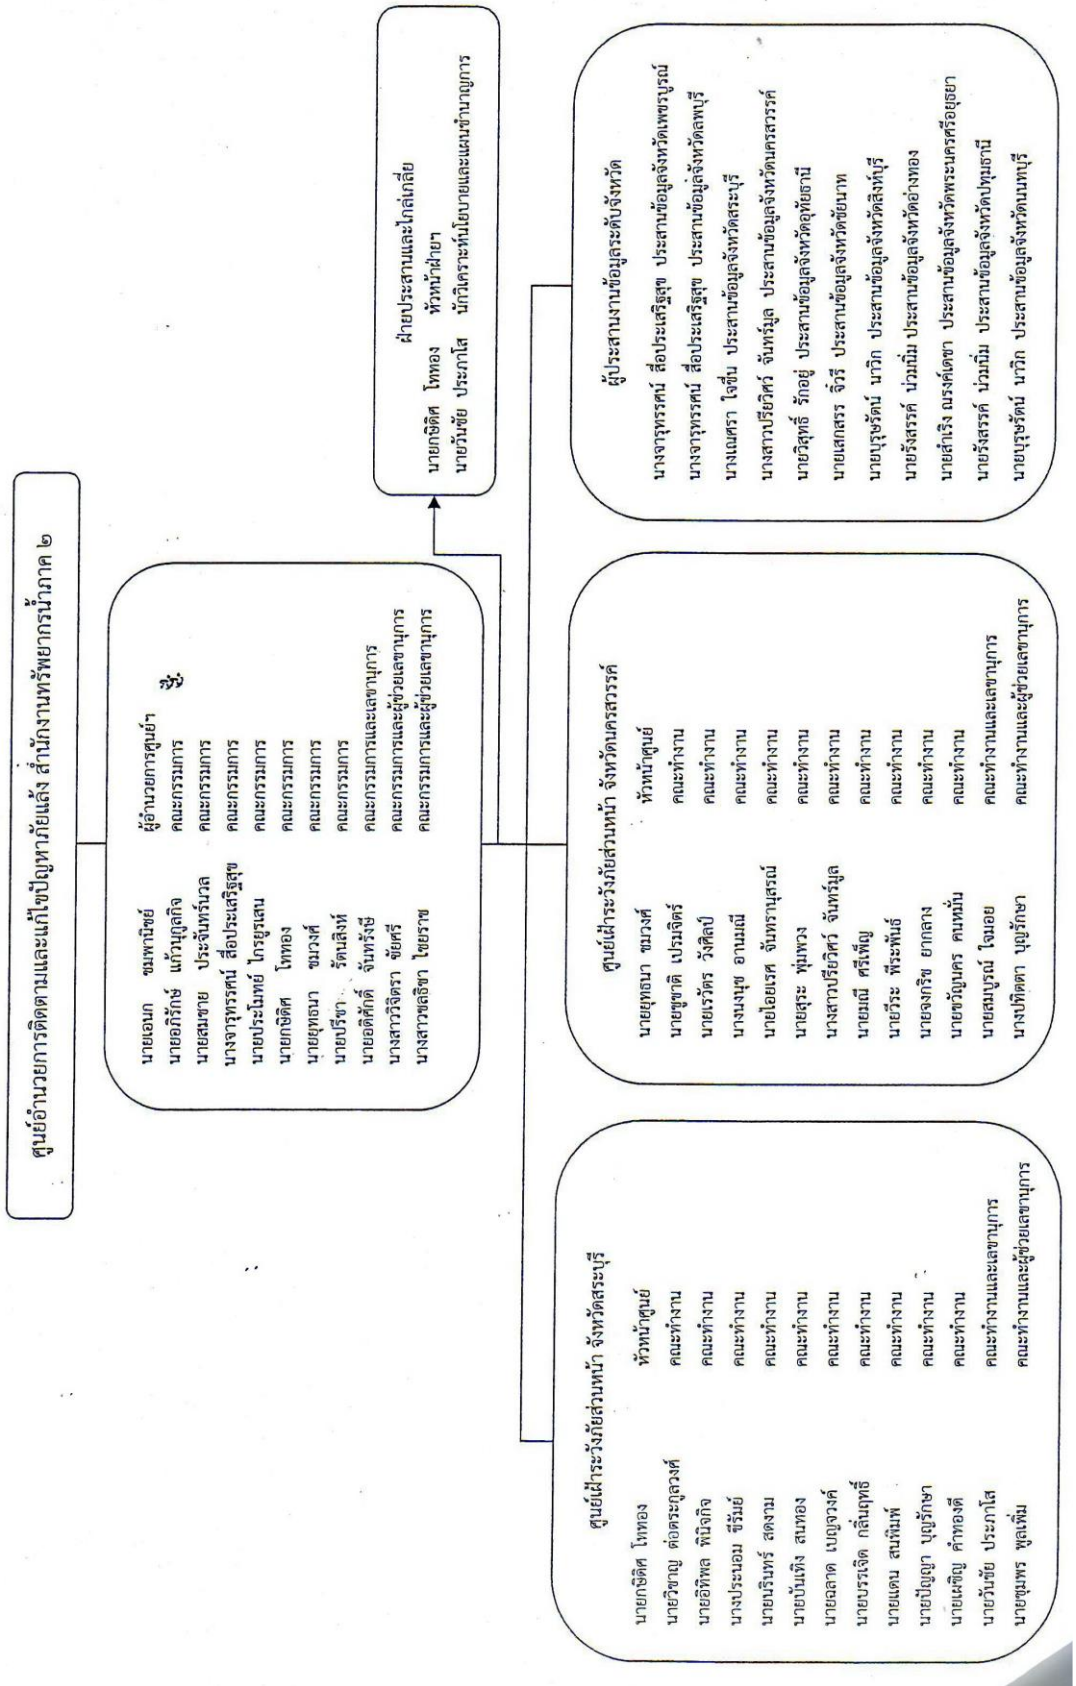 ศูนย์อำนวยการติดตามและแก้ไขปัญหาภัยแล้ง สำนักงานทรัพยากรน้ำภาค ๒
นายเอนก ชมพานิชย์ ผู้อำนวยการศูนย์ฯ
นายอภิรักษ์ แก้วนุกูลกิจ คณะกรรมการ
นายสมชาย ประจันทร์นวล คณะกรรมการ
นางจารุทรรศน์ สื่อประเสริฐสุข คณะกรรมการ
นายประโมทย์ ไกรยูรเสน คณะกรรมการ
นายกษิดิศ โททอง คณะกรรมการ
นายยุทธนา ชมวงศ์ คณะกรรมการ
นายปรีชา รัตนสิงห์ คณะกรรมการ
นายอดิศักดิ์ จันทรังษี คณะกรรมการและเลขานุการ
นางสาววิจิตรา ชัยศรี คณะกรรมการและผู้ช่วยเลขานุการ
นางสาวชลธิชา ไชยราช คณะกรรมการและผู้ช่วยเลขานุการ
ฝ่ายประสานและไกล่เกลี่ย
นายกษิดิศ โททอง หัวหน้าฝ่ายฯ
นายวันชัย ประภาโส นักวิเคราะห์นโยบายและแผนชำนาญการ
ศูนย์เฝ้าระวังภัยส่วนหน้า จังหวัดสระบุรี
นายกษิดิศ โททอง หัวหน้าศูนย์
นายวิชาญ ต่อตระกูลวงศ์ คณะทำงาน
นายอิทิพล พินิจกิจ คณะทำงาน
นางประนอม ชีรัมย์ คณะทำงาน
นายนรินทร์ สดงาม คณะทำงาน
นายบันเทิง สนทอง คณะทำงาน
นายฉลาด เบญจวงค์ คณะทำงาน
นายบรรเจิด กลิ่นฤทธิ์ คณะทำงาน
นายแดน สนพิมพ์ คณะทำงาน
นายปัญญา บุญรักษา คณะทำงาน
นายเผชิญ คำทองดี คณะทำงาน
นายวันชัย ประภาโส คณะทำงานและเลขานุการ
นายชุมพร พูลเพิ่ม คณะทำงานและผู้ช่วยเลขานุการ
ศูนย์เฝ้าระวังภัยส่วนหน้า จังหวัดนครสวรรค์
นายยุทธนา ชมวงศ์ หัวหน้าศูนย์
นายชูชาติ เปรมจิตร์ คณะทำงาน
นายเรวัตร วังศิลป์ คณะทำงาน
นางนงนุช อานมณี คณะทำงาน
นายไอยเรศ จันทรานุสรณ์ คณะทำงาน
นายสุระ พุ่มพวง คณะทำงาน
นางสาวปรียวิศว์ จันทร์มูล คณะทำงาน
นายมณี ศรีเพ็ญ คณะทำงาน
นายวีระ พีระพันธ์ คณะทำงาน
นายจงกริช ยากลาง คณะทำงาน
นายขวัญนคร คนหมั่น คณะทำงาน
นายสมบูรณ์ ใจมอย คณะทำงานและเลขานุการ
นางปทิตตา บุญรักษา คณะทำงานและผู้ช่วยเลขานุการ
ผู้ประสานงานข้อมูลระดับจังหวัด
นางจารุทรรศน์ สื่อประเสริฐสุข ประสานข้อมูลจังหวัดเพชรบูรณ์
นางจารุทรรศน์ สื่อประเสริฐสุข ประสานข้อมูลจังหวัดลพบุรี
นางเฌศรา ใจชื่น ประสานข้อมูลจังหวัดสระบุรี
นางสาวปรียวิศว์ จันทร์มูล ประสานข้อมูลจังหวัดนครสวรรค์
นายวิสุทธิ์ รักอยู่ ประสานข้อมูลจังหวัดอุทัยธานี
นายเสกสรร จั๋วรี ประสานข้อมูลจังหวัดชัยนาท
นายบุรุษรัตน์ นาวิก ประสานข้อมูลจังหวัดสิงห์บุรี
นายรังสรรค์ น่วมนิ่ม ประสานข้อมูลจังหวัดอ่างทอง
นายสำเริง ณรงค์เดชา ประสานข้อมูลจังหวัดพระนครศรีอยุธยา
นายรังสรรค์ น่วมนิ่ม ประสานข้อมูลจังหวัดปทุมธานี
นายบุรุษรัตน์ นาวิก ประสานข้อมูลจังหวัดนนทบุรี